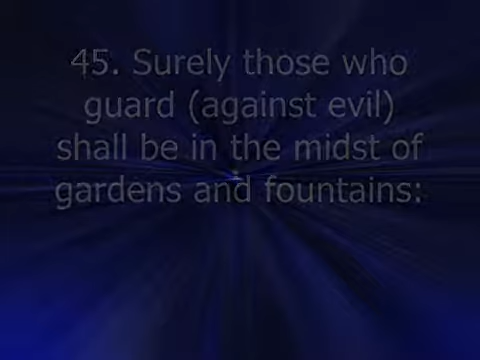 45. Surely those who
guard (against evil)
shall be in the midst of
gardens and fountains: